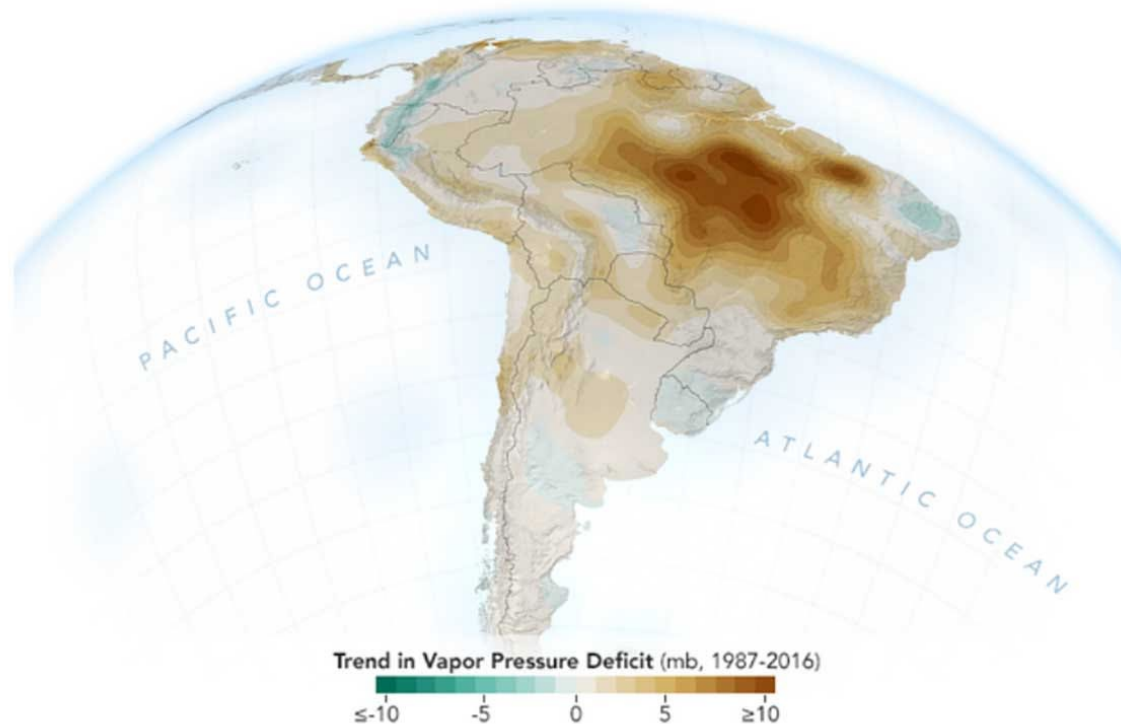 PACIFIC OCEAN
ATLANTIC OCEAN
Trend in Vapor Pressure Deficit (mb, 1987-2016)
≤-10 -5 0 5 ≥10